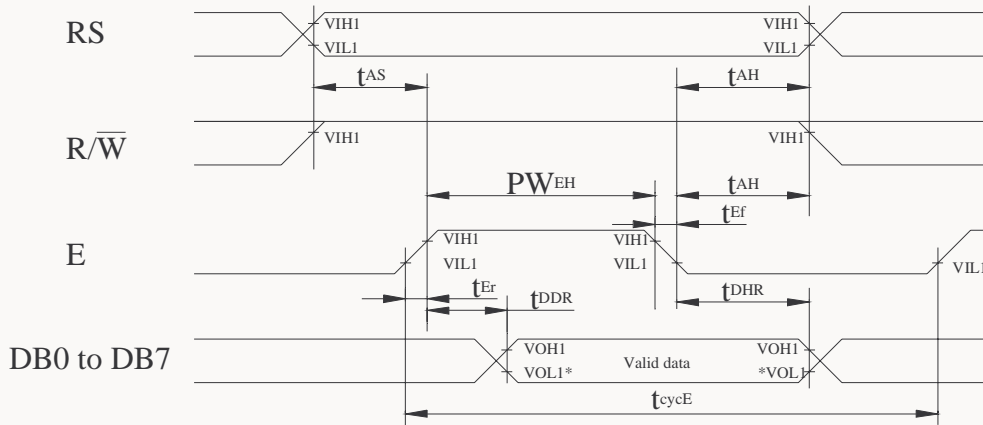 RS
VIH1
VIL1
VIH1
VIL1
tAS
tAH
R/W̅
VIH1
VIH1
PWEH
tAH
tEf
E
VIH1
VIL1
VIH1
VIL1
VIL1
tEr
tDDR
tDHR
DB0 to DB7
VOH1
VOL1*
Valid data
VOH1
*VOL1
tcycE